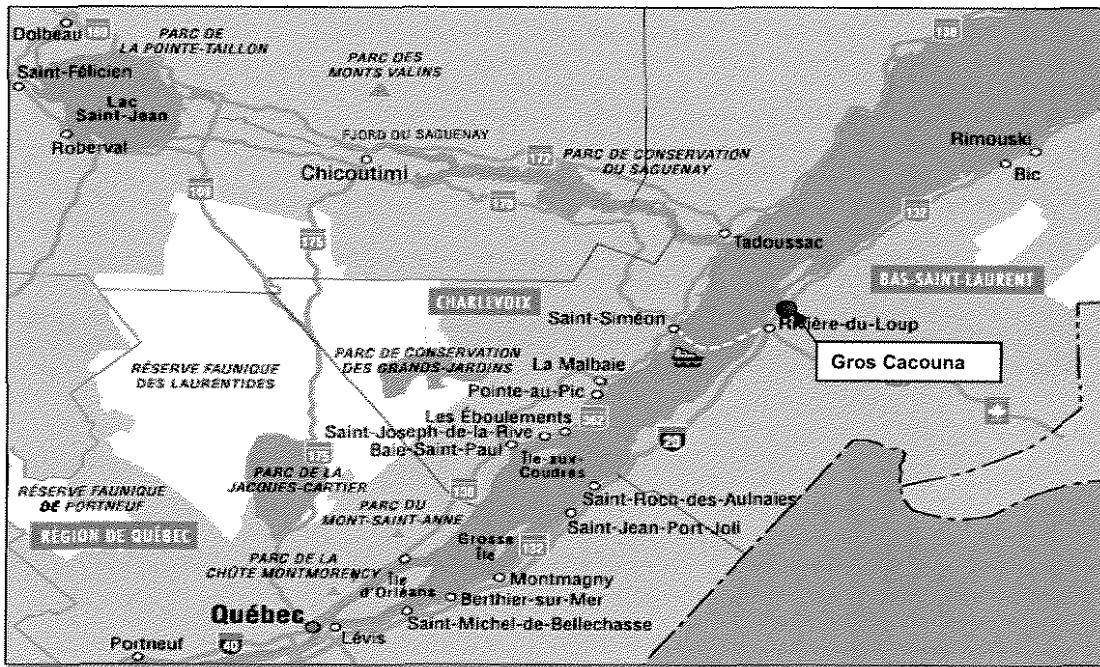 Dolbeau
PARC DE
LA POINTE-TAILLON
PARC DES
MONTS VALINS
138
Saint-Félicien
Lac
Saint-Jean
FJORD DU SAGUENAY
Roberval
172
PARC DE CONSERVATION
DU SAGUENAY
Rimouski
Bic
Chicoutimi
132
175
Tadoussac
BAS-SAINT-LAURENT
CHARLEVOIX
Saint-Siméon
Rivière-du-Loup
Gros Cacouna
RÉSERVE FAUNIQUE
DES LAURENTIDES
PARC DE CONSERVATION
DES GRANDS-JARDINS
La Malbaie
Pointe-au-Pic
Les Éboulements
362
Saint-Joseph-de-la-Rive
Baie-Saint-Paul
Île-aux-
Coudres
20
175
PARC DE LA
JACQUES-CARTIER
RÉSERVE FAUNIQUE
DE PORTNEUF
PARC DU
MONT-SAINT-ANNE
Saint-Roch-des-Aulnaies
Saint-Jean-Port-Joli
RÉGION DE QUÉBEC
Grosse
Île
132
PARC DE LA
CHÛTE MONTMORENCY
Île
d'Orléans
Montmagny
Berthier-sur-Mer
Québec
Lévis
Saint-Michel-de-Bellechasse
Portneuf
40